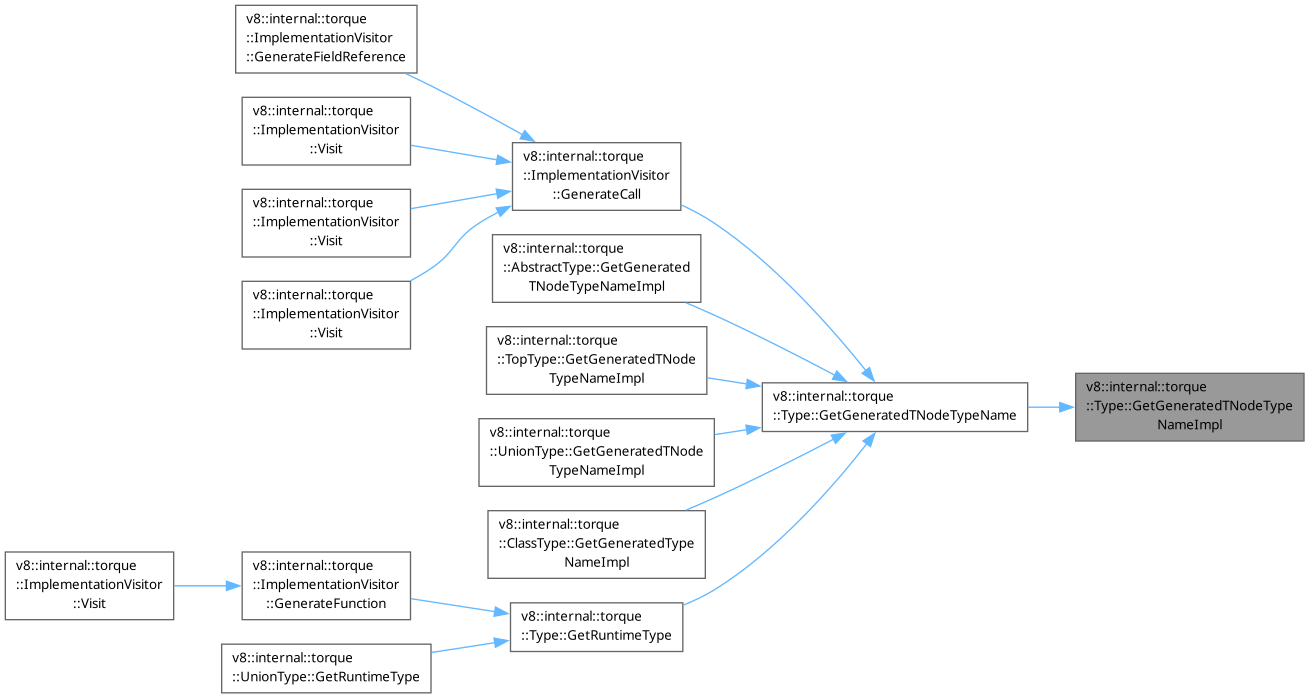 v8::internal::torque
::ImplementationVisitor
::GenerateFieldReference
v8::internal::torque
::ImplementationVisitor
::Visit
v8::internal::torque
::ImplementationVisitor
::GenerateCall
v8::internal::torque
::ImplementationVisitor
::Visit
v8::internal::torque
::AbstractType::GetGenerated
TNodeTypeNameImpl
v8::internal::torque
::ImplementationVisitor
::Visit
v8::internal::torque
::TopType::GetGeneratedTNode
TypeNameImpl
v8::internal::torque
::Type::GetGeneratedTNodeTypeName
v8::internal::torque
::Type::GetGeneratedTNodeType
NameImpl
v8::internal::torque
::UnionType::GetGeneratedTNode
TypeNameImpl
v8::internal::torque
::ClassType::GetGeneratedType
NameImpl
v8::internal::torque
::ImplementationVisitor
::Visit
v8::internal::torque
::ImplementationVisitor
::GenerateFunction
v8::internal::torque
::Type::GetRuntimeType
v8::internal::torque
::UnionType::GetRuntimeType